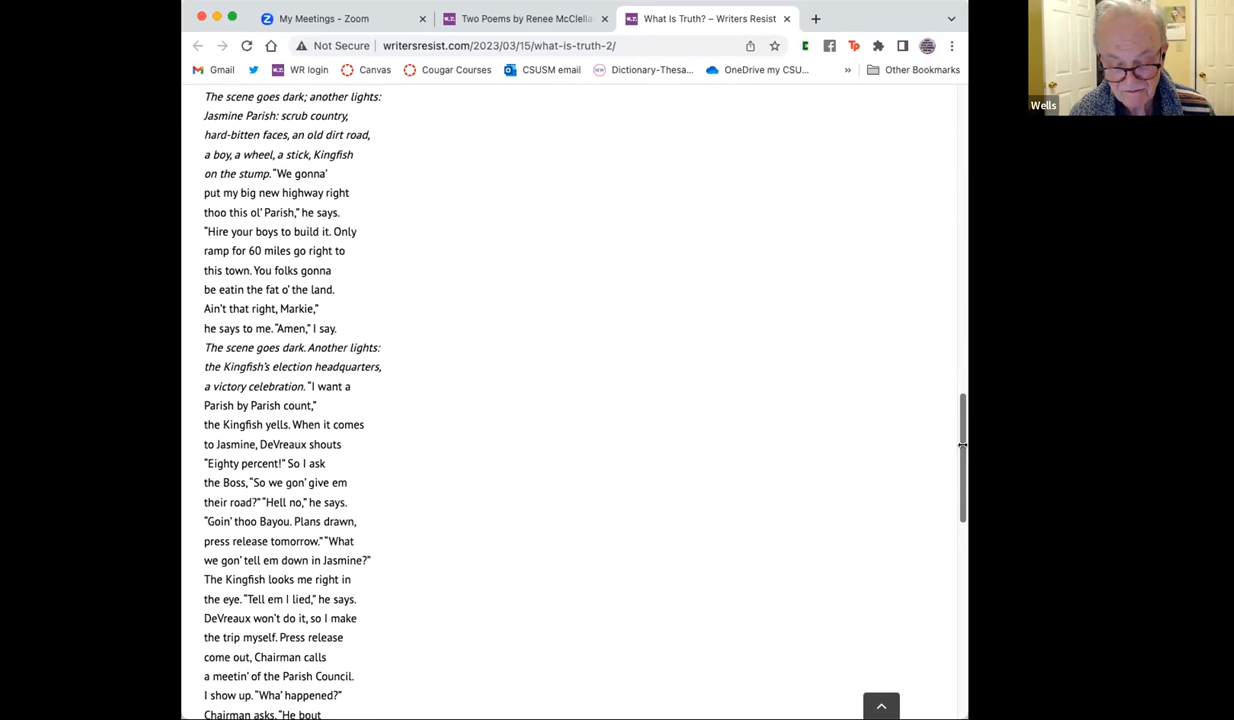 My Meetings - Zoom
Two Poems by Renee McClella
What Is Truth? – Writers Resist
Not Secure
writersresist.com/2023/03/15/what-is-truth-2/
Gmail
WR login
Canvas
Cougar Courses
CSUSM email
Dictionary-Thesa...
OneDrive my CSU...
»
Other Bookmarks
Wells
The scene goes dark; another lights:
Jasmine Parish: scrub country,
hard-bitten faces, an old dirt road,
a boy, a wheel, a stick, Kingfish
on the stump. “We gonna’
put my big new highway right
thoo this ol’ Parish,” he says.
“Hire your boys to build it. Only
ramp for 60 miles go right to
this town. You folks gonna
be eatin the fat o’ the land.
Ain’t that right, Markie,”
he says to me. “Amen,” I say.
The scene goes dark. Another lights:
the Kingfish’s election headquarters,
a victory celebration. “I want a
Parish by Parish count,”
the Kingfish yells. When it comes
to Jasmine, DeVreaux shouts
“Eighty percent!” So I ask
the Boss, “So we gon’ give em
their road?” “Hell no,” he says.
“Goin’ thoo Bayou. Plans drawn,
press release tomorrow.” “What
we gon’ tell em down in Jasmine?”
The Kingfish looks me right in
the eye. “Tell em I lied,” he says.
DeVreaux won’t do it, so I make
the trip myself. Press release
come out, Chairman calls
a meetin’ of the Parish Council.
I show up. “Wha’ happened?”
Chairman asks. “He bout